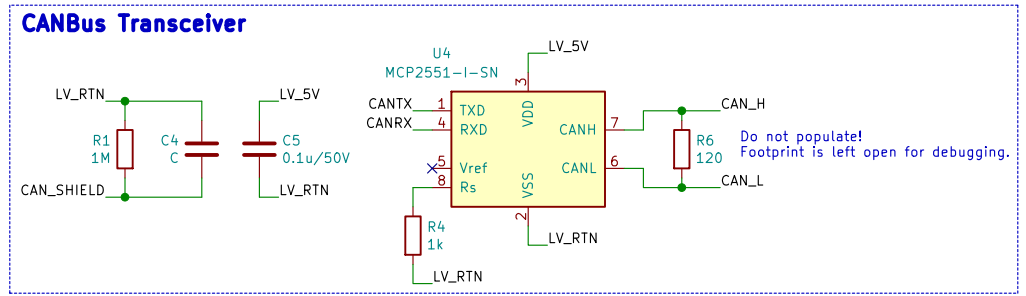 CANBus Transceiver
LV_RTN
R1
1M
C4
C
CAN_SHIELD
LV_5V
C5
0.1u/50V
LV_RTN
U4
MCP2551-I-SN
LV_5V
3
VDD
CANTX
1
TXD
CANRX
4
RXD
5
Vref
8
Rs
CANH
7
CANL
6
VSS
2
LV_RTN
R4
1k
LV_RTN
CAN_H
R6
120
CAN_L
Do not populate!
Footprint is left open for debugging.